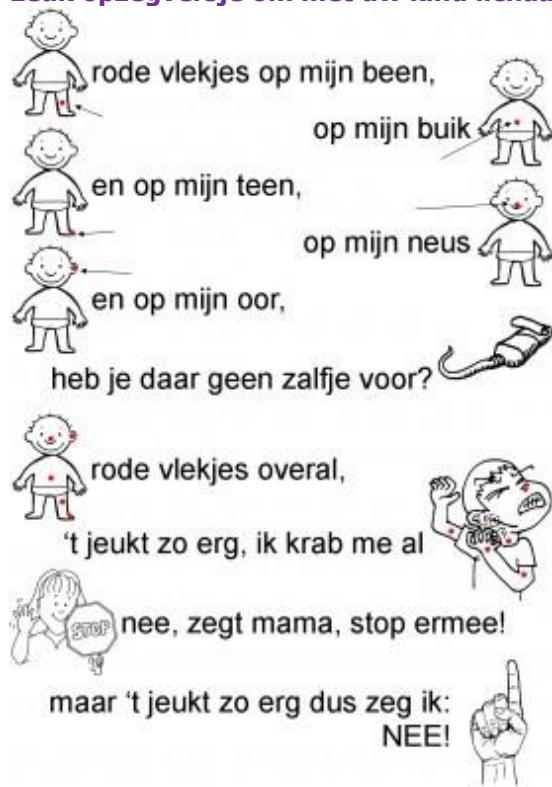 rode vlekjes op mijn been,
op mijn buik
en op mijn teen,
op mijn neus
en op mijn oor,
heb je daar geen zalfje voor?
rode vlekjes overal,
't jeukt zo erg, ik krab me al
STOP
nee, zegt mama, stop ermee!
maar 't jeukt zo erg dus zeg ik:
NEE!